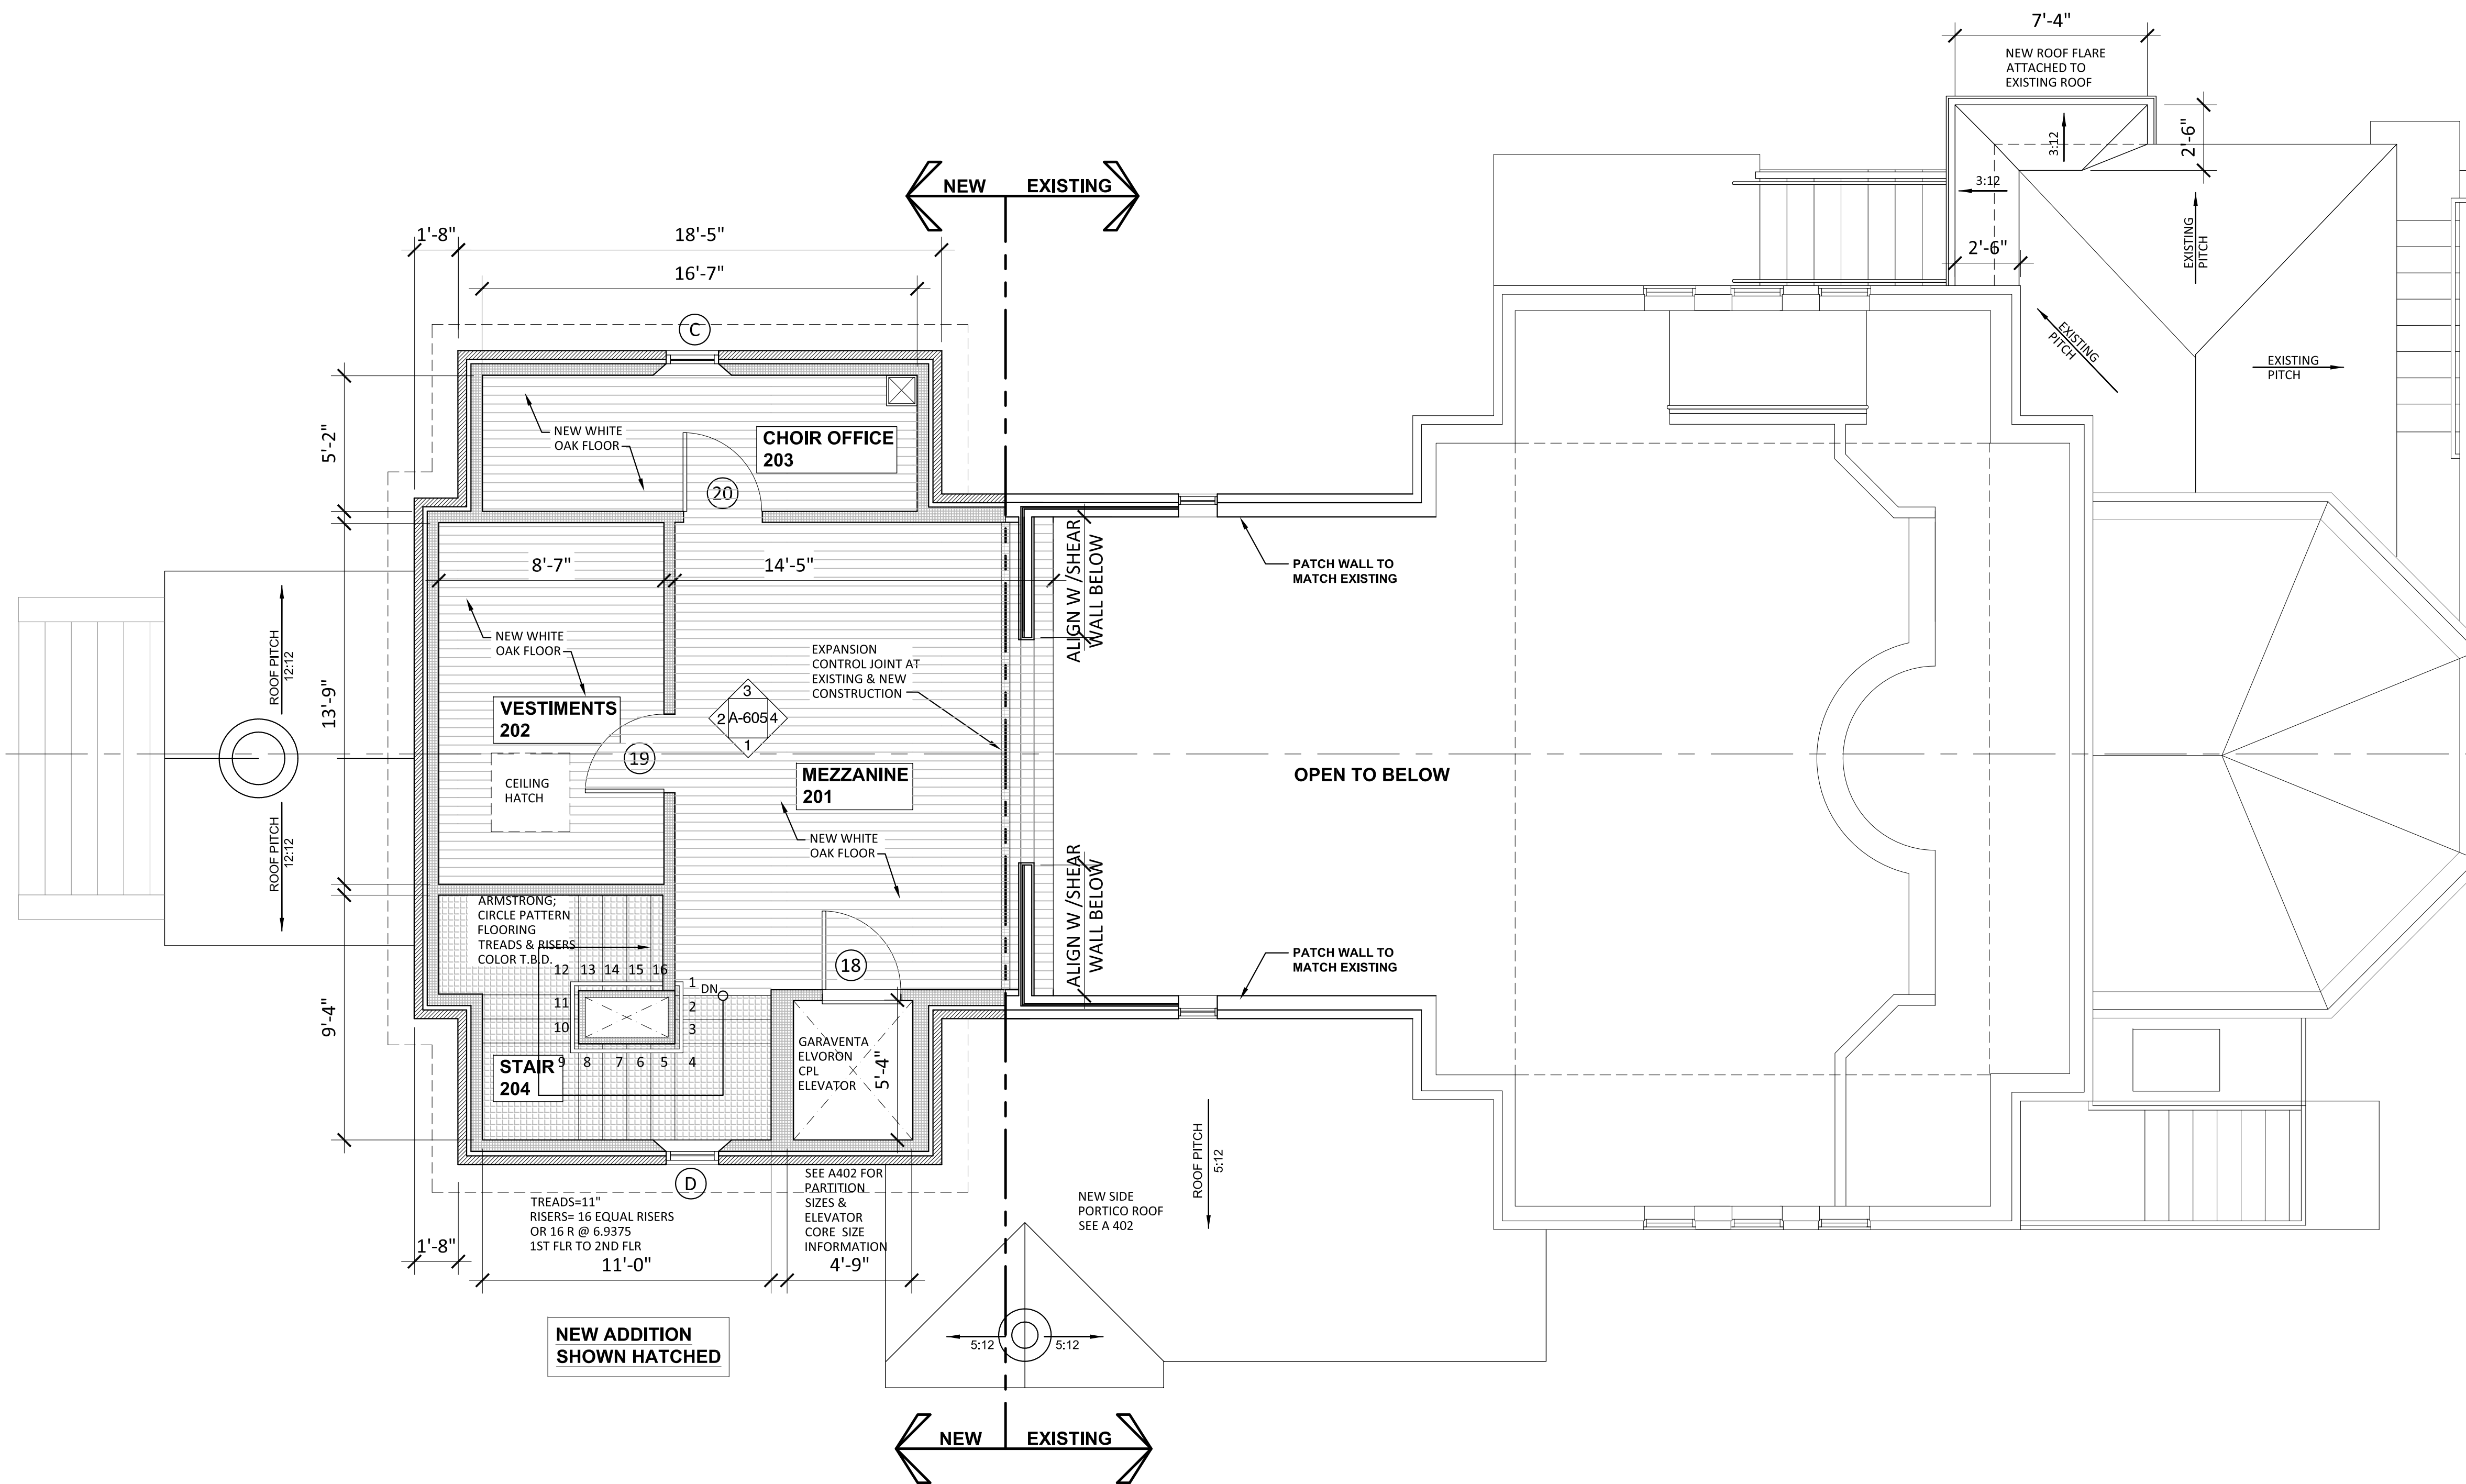 7'-4"
NEW ROOF FLARE
ATTACHED TO
EXISTING ROOF
2'-6"
3:12
3:12
2'-6"
EXISTING
PITCH
EXISTING
PITCH
EXISTING
PITCH
NEW EXISTING
1'-8"
18'-5"
16'-7"
C
5'-2"
NEW WHITE
OAK FLOOR
CHOIR OFFICE
203
20
8'-7"
14'-5"
ALIGN W /SHEAR
WALL BELOW
PATCH WALL TO
MATCH EXISTING
ROOF PITCH
12:12
13'-9"
NEW WHITE
OAK FLOOR
EXPANSION
CONTROL JOINT AT
EXISTING & NEW
CONSTRUCTION
VESTIMENTS
202
3
2 A-605 4
1
19
CEILING
HATCH
MEZZANINE
201
OPEN TO BELOW
ROOF PITCH
12:12
NEW WHITE
OAK FLOOR
ALIGN W /SHEAR
WALL BELOW
PATCH WALL TO
MATCH EXISTING
ARMSTRONG;
CIRCLE PATTERN
FLOORING
TREADS & RISERS
COLOR T.B.D.
18
12 13 14 15 16
1
DN
11
2
10
3
9 8 7 6 5 4
9'-4"
STAIR
204
GARAVENTA
ELVORON
CPL
ELEVATOR
5'-4"
D
TREADS=11"
RISERS= 16 EQUAL RISERS
OR 16 R @ 6.9375
1ST FLR TO 2ND FLR
SEE A402 FOR
PARTITION
SIZES &
ELEVATOR
CORE SIZE
INFORMATION
NEW SIDE
PORTICO ROOF
SEE A 402
ROOF PITCH
5:12
1'-8"
11'-0"
4'-9"
5:12 5:12
NEW ADDITION
SHOWN HATCHED
NEW EXISTING